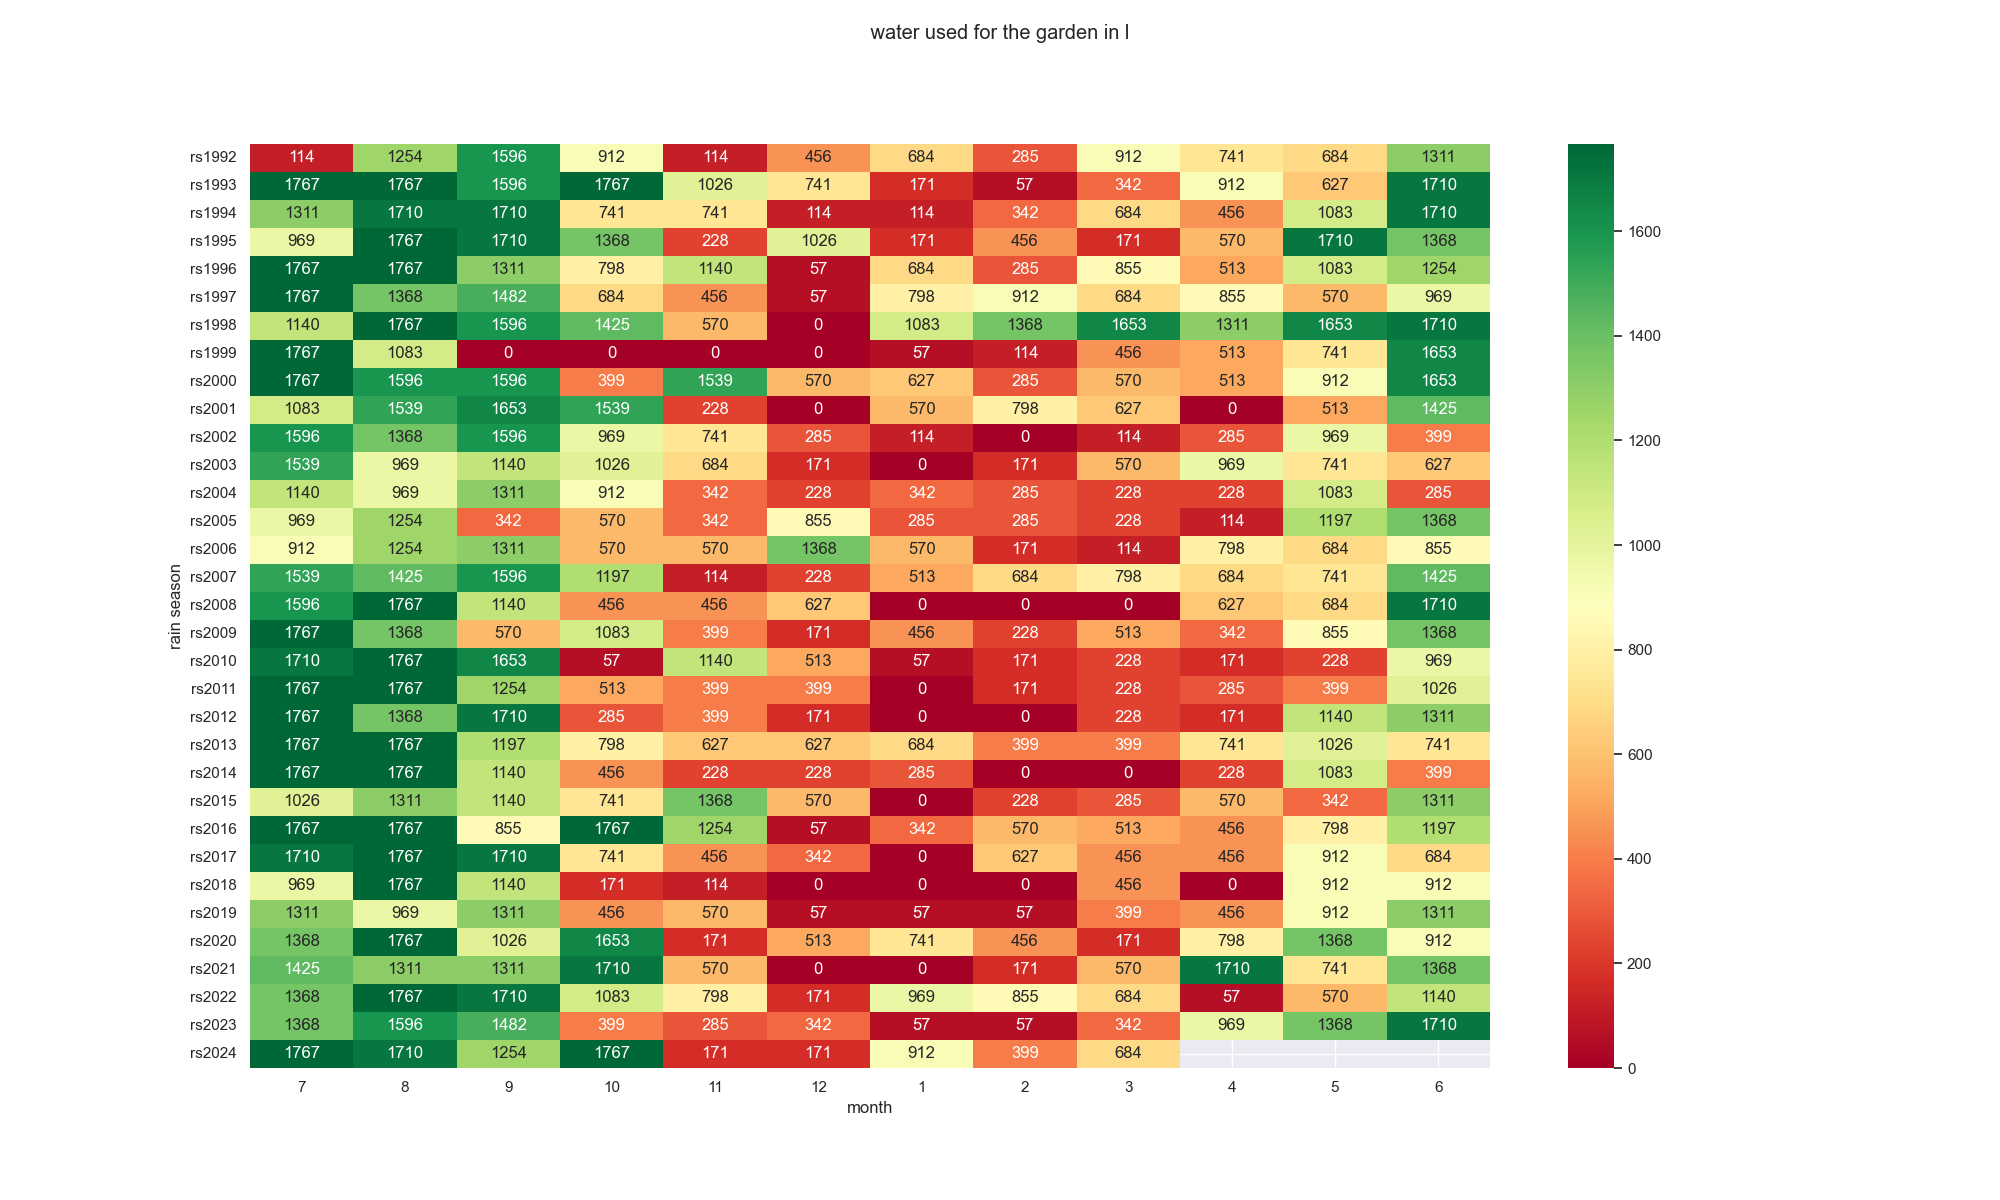 water used for the garden in l
rs1992 114 1254 1596 912 114 456 684 285 912 741 684 1311
rs1993 1767 1767 1596 1767 1026 741 171 57 342 912 627 1710
rs1994 1311 1710 1710 741 741 114 114 342 684 456 1083 1710
rs1995 969 1767 1710 1368 228 1026 171 456 171 570 1710 1368
rs1996 1767 1767 1311 798 1140 57 684 285 855 513 1083 1254
rs1997 1767 1368 1482 684 456 57 798 912 684 855 570 969
rs1998 1140 1767 1596 1425 570 0 1083 1368 1653 1311 1653 1710
rs1999 1767 1083 0 0 0 0 57 114 456 513 741 1653
rs2000 1767 1596 1596 399 1539 570 627 285 570 513 912 1653
rs2001 1083 1539 1653 1539 228 0 570 798 627 0 513 1425
rs2002 1596 1368 1596 969 741 285 114 0 114 285 969 399
rs2003 1539 969 1140 1026 684 171 0 171 570 969 741 627
rs2004 1140 969 1311 912 342 228 342 285 228 228 1083 285
rs2005 969 1254 342 570 342 855 285 285 228 114 1197 1368
rs2006 912 1254 1311 570 570 1368 570 171 114 798 684 855
rs2007 1539 1425 1596 1197 114 228 513 684 798 684 741 1425
rs2008 1596 1767 1140 456 456 627 0 0 0 627 684 1710
rs2009 1767 1368 570 1083 399 171 456 228 513 342 855 1368
rs2010 1710 1767 1653 57 1140 513 57 171 228 171 228 969
rs2011 1767 1767 1254 513 399 399 0 171 228 285 399 1026
rs2012 1767 1368 1710 285 399 171 0 0 228 171 1140 1311
rs2013 1767 1767 1197 798 627 627 684 399 399 741 1026 741
rs2014 1767 1767 1140 456 228 228 285 0 0 228 1083 399
rs2015 1026 1311 1140 741 1368 570 0 228 285 570 342 1311
rs2016 1767 1767 855 1767 1254 57 342 570 513 456 798 1197
rs2017 1710 1767 1710 741 456 342 0 627 456 456 912 684
rs2018 969 1767 1140 171 114 0 0 0 456 0 912 912
rs2019 1311 969 1311 456 570 57 57 57 399 456 912 1311
rs2020 1368 1767 1026 1653 171 513 741 456 171 798 1368 912
rs2021 1425 1311 1311 1710 570 0 0 171 570 1710 741 1368
rs2022 1368 1767 1710 1083 798 171 969 855 684 57 570 1140
rs2023 1368 1596 1482 399 285 342 57 57 342 969 1368 1710
rs2024 1767 1710 1254 1767 171 171 912 399 684
7 8 9 10 11 12 1 2 3 4 5 6
month
rain season
1600
1400
1200
1000
800
600
400
200
0